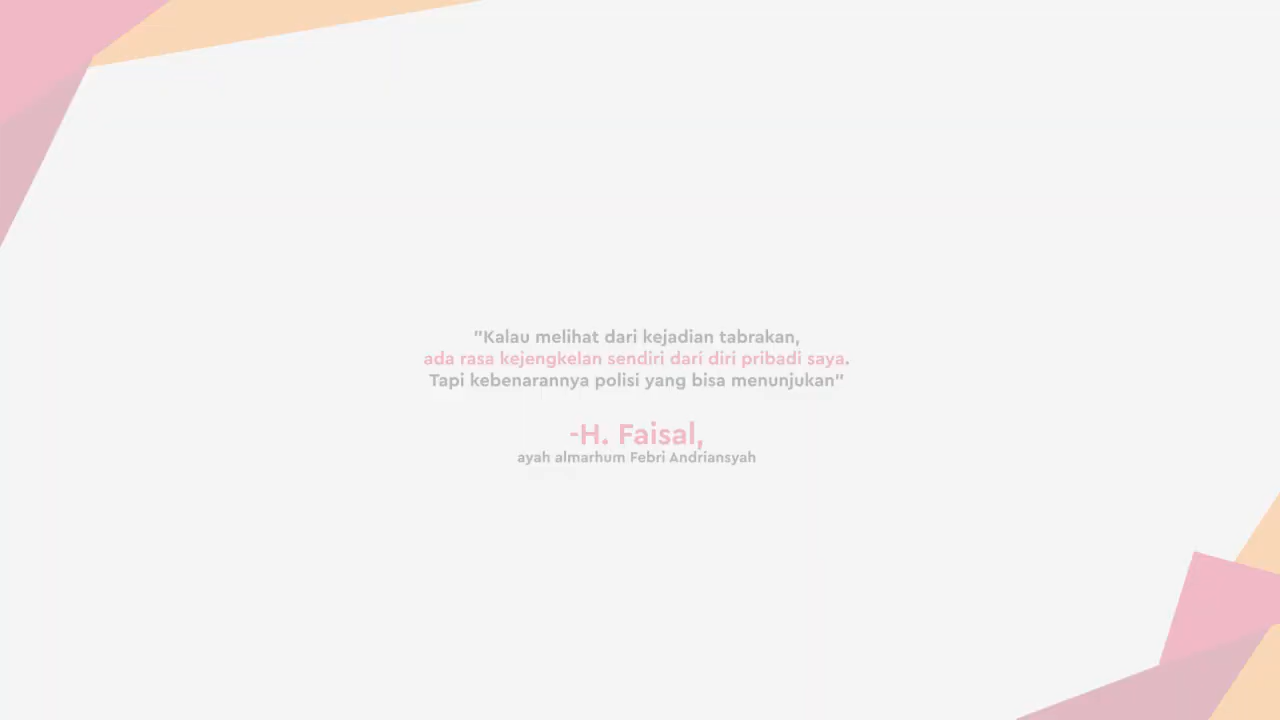 "Kalau melihat dari kejadian tabrakan,
ada rasa kejengkelan sendiri dari diri pribadi saya.
Tapi kebenarannya polisi yang bisa menunjukan"
-H. Faisal,
ayah almarhum Febri Andriansyah